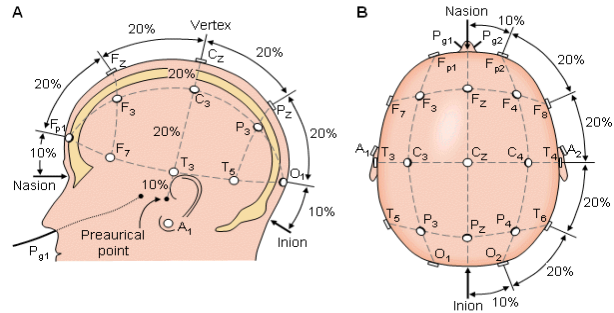 A
Vertex
20%
20%
Fz
Cz
20%
20%
20%
Pz
Fp1
F3
C3
P3
20%
20%
10%
F7
T3
T5
O1
Nasion
10%
10%
Preaurical
point
A1
Inion
Pg1
B
Nasion
10%
Pg1
Pg2
Fp1
Fp2
20%
F7
F3
Fz
F4
F8
20%
A1
T3
C3
Cz
C4
T4
A2
20%
T5
P3
Pz
P4
T6
O1
O2
20%
Inion
10%